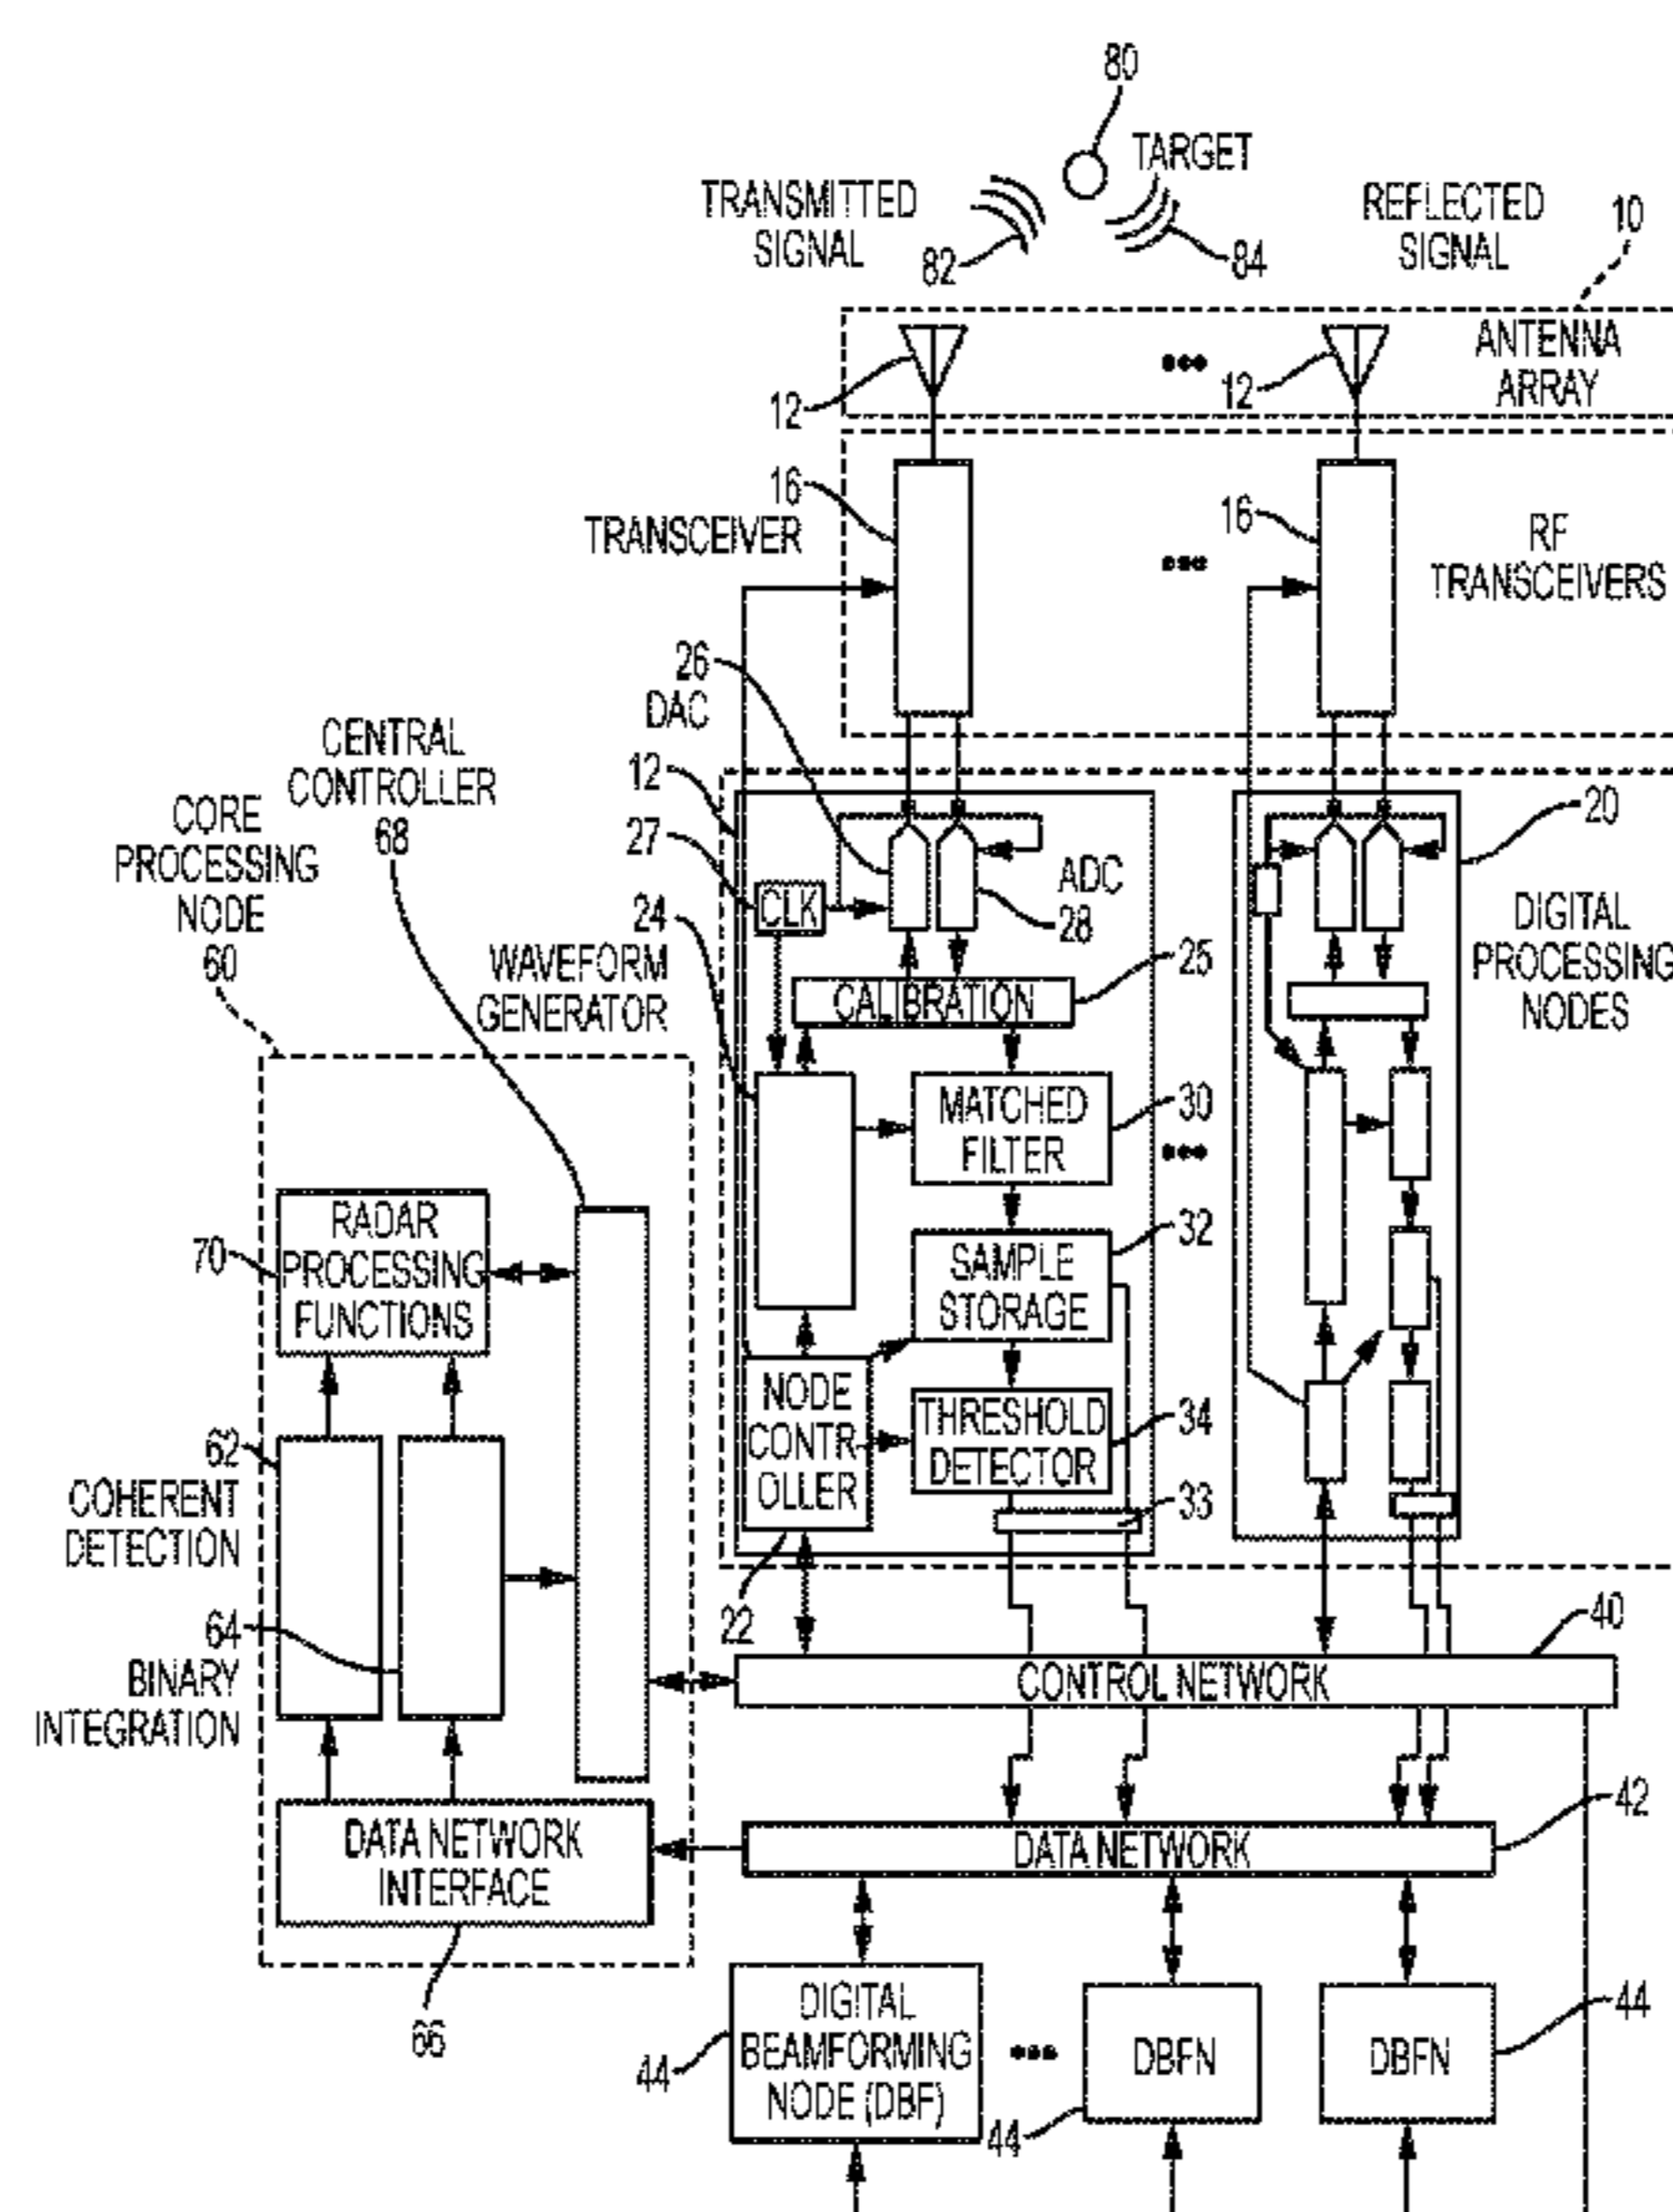 80
TARGET
TRANSMITTED
SIGNAL
82
84
REFLECTED
SIGNAL
10
ANTENNA
ARRAY
12
12
16
TRANSCEIVER
16
RF
TRANSCEIVERS
26
DAC
CENTRAL
CONTROLLER
68
12
CORE
PROCESSING
NODE
60
27
CLK
24
WAVEFORM
GENERATOR
ADC
28
20
DIGITAL
PROCESSING
NODES
25
CALIBRATION
MATCHED
FILTER
30
RADAR
PROCESSING
FUNCTIONS
70
SAMPLE
STORAGE
32
NODE
CONTR
OLLER
THRESHOLD
DETECTOR
34
33
62
COHERENT
DETECTION
22
64
BINARY
INTEGRATION
40
CONTROL NETWORK
42
DATA NETWORK
DATA NETWORK
INTERFACE
66
DIGITAL
BEAMFORMING
NODE (DBF)
44
DBFN
44
DBFN
44